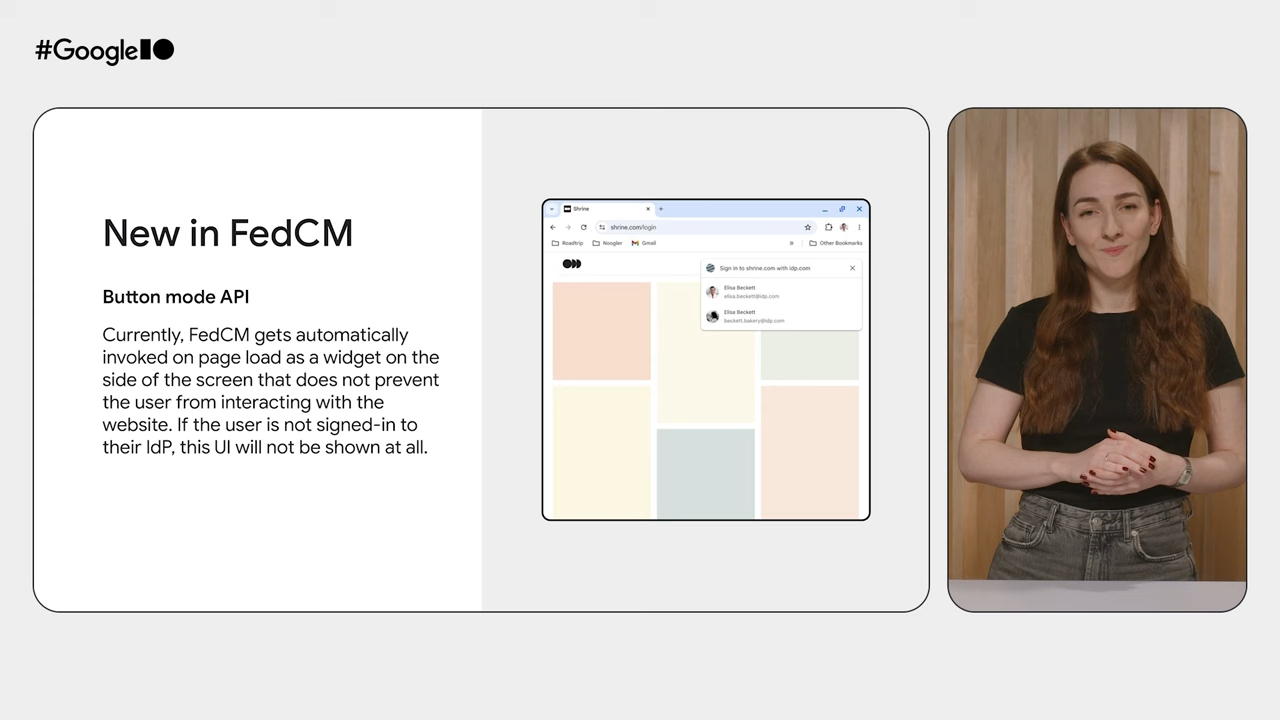 #Google IO
New in FedCM
Button mode API
Currently, FedCM gets automatically
invoked on page load as a widget on the
side of the screen that does not prevent
the user from interacting with the
website. If the user is not signed-in to
their IdP, this UI will not be shown at all.
Shrine
shrine.com/login
Roadtrip
Noogler
Gmail
Other Bookmarks
Sign in to shrine.com with idp.com
Elisa Beckett
elisa.beckett@idp.com
Elisa Beckett
beckett.bakery@idp.com